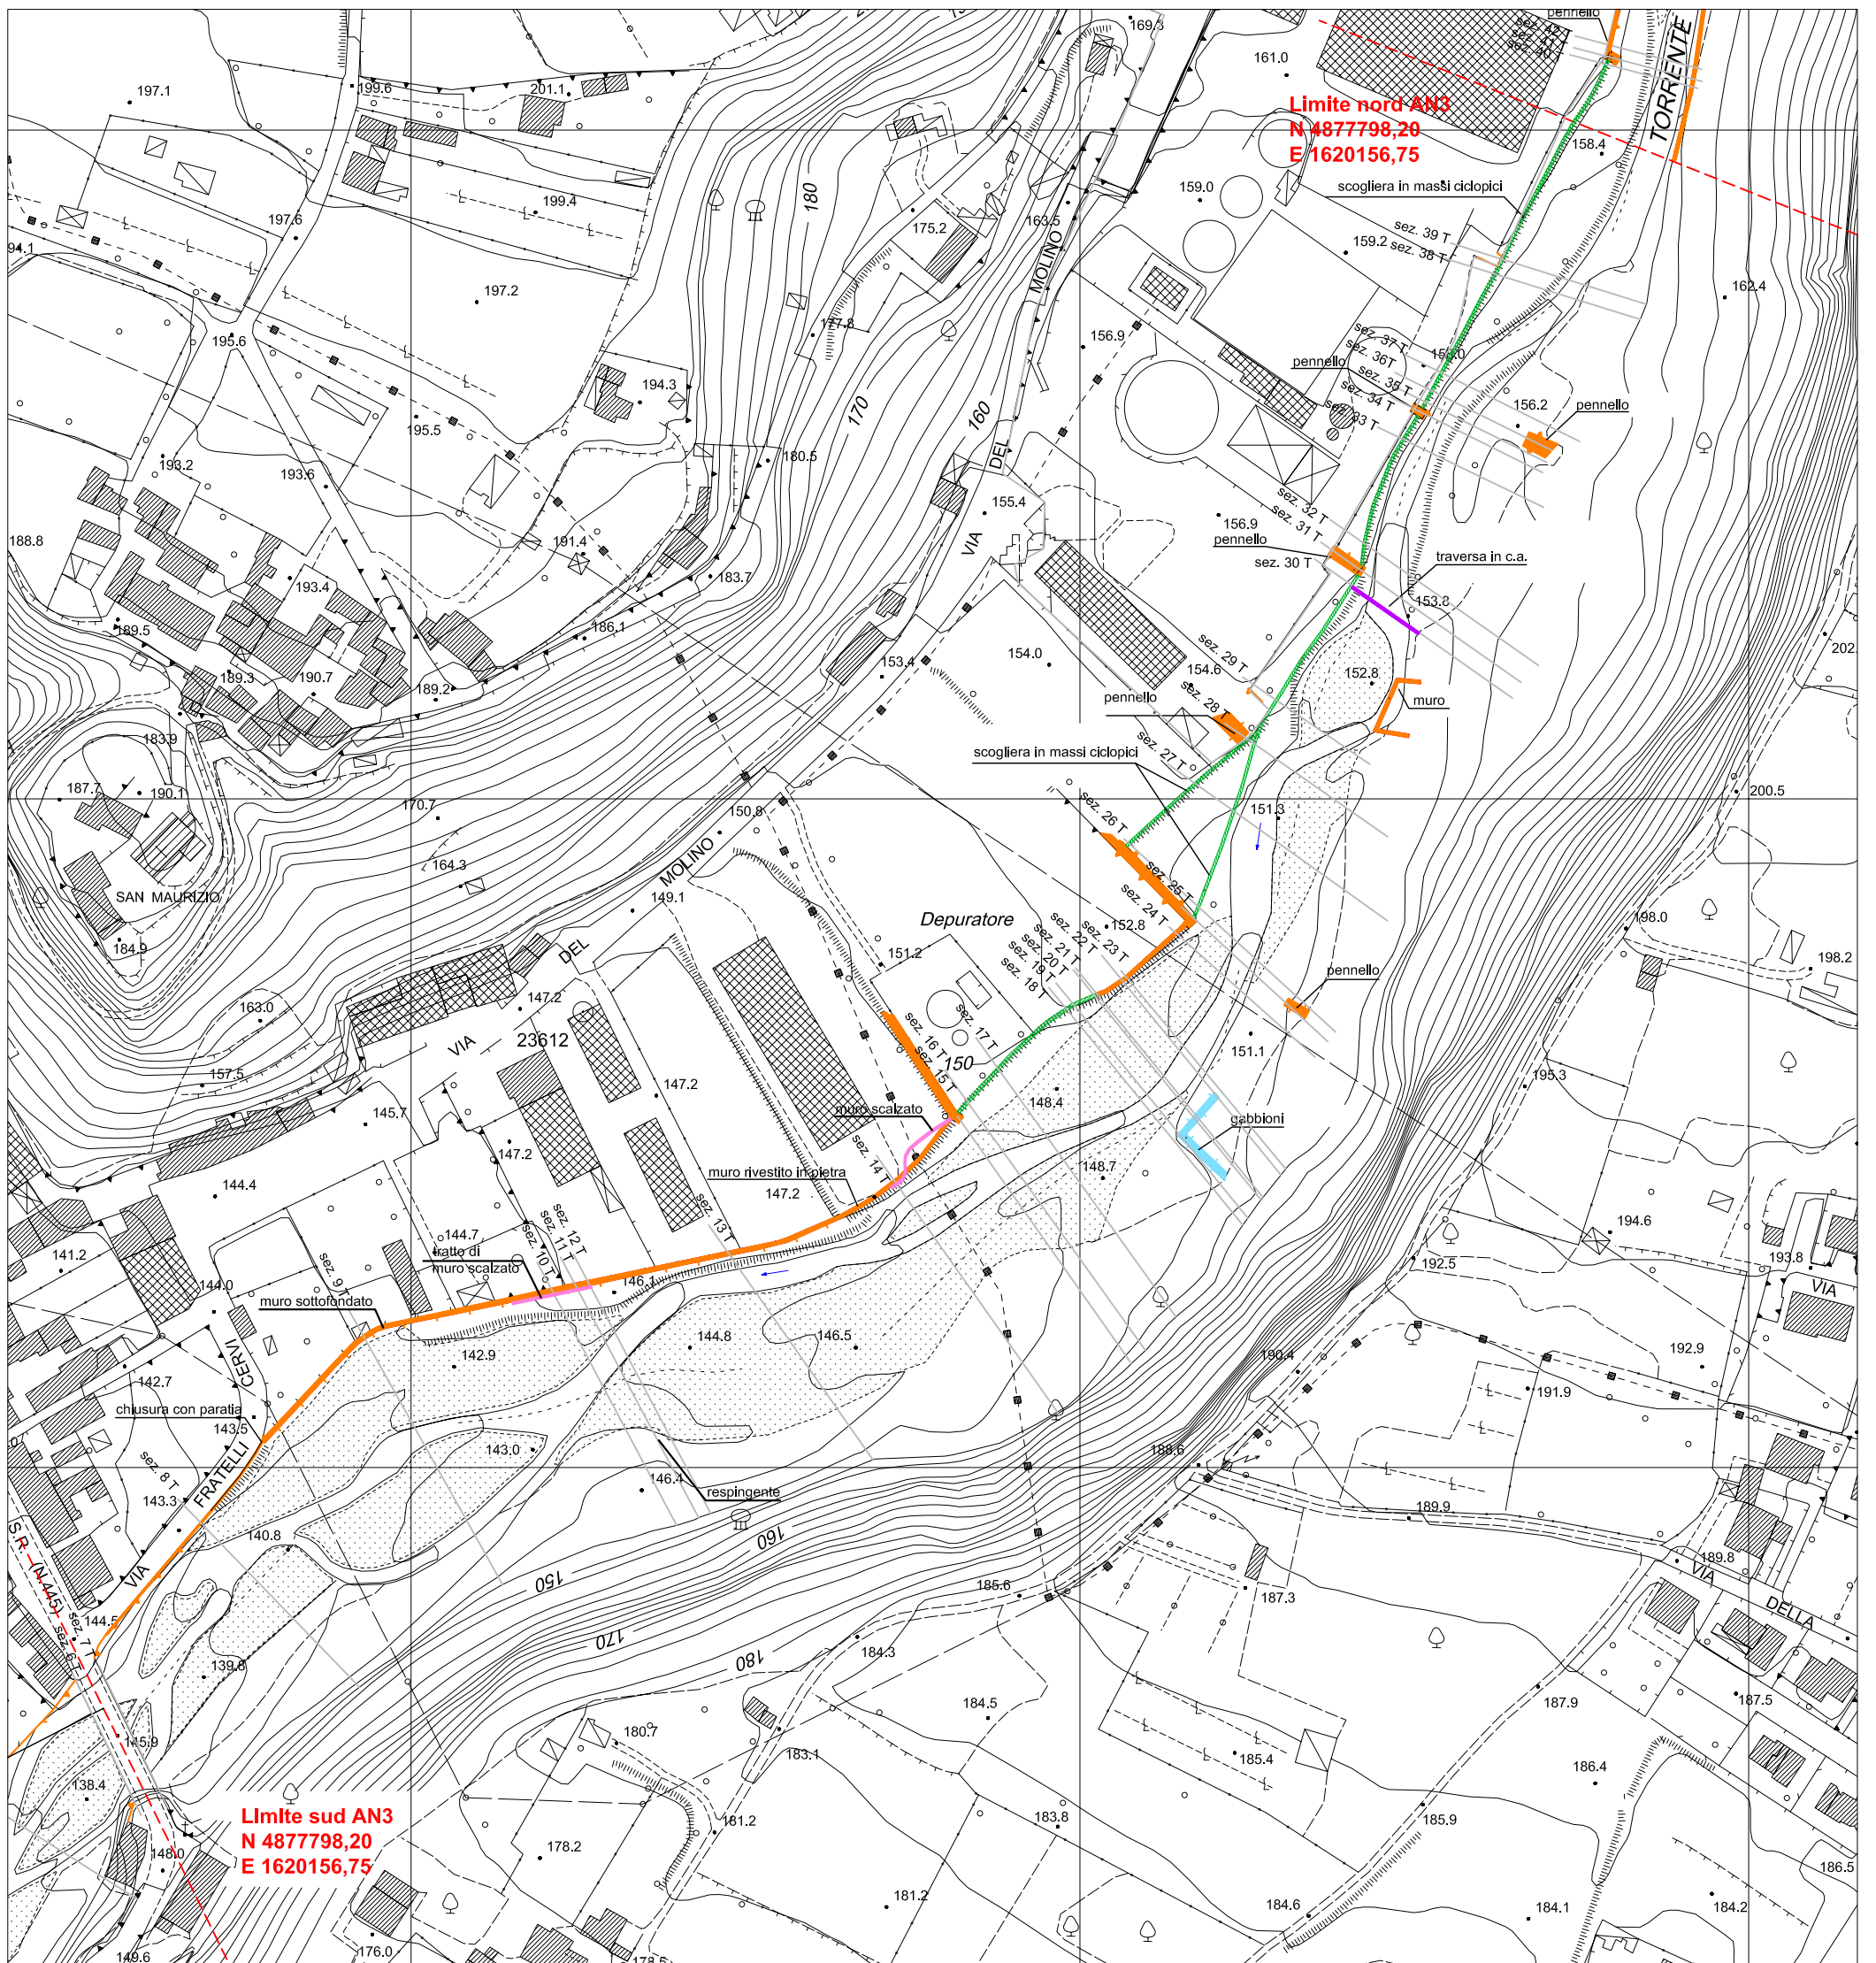 169.3
pennello
sez. 42 T
sez. 41 T
sez. 40 T
TORRENTE
197.1
199.6
201.1
161.0
Limite nord AN3
N 4877798,20
E 1620156,75
158.4
scogliera in massi ciclopici
180
159.0
199.4
197.6
175.2
163.5
MOLINO
sez. 39 T
sez. 38 T
159.2
197.2
162.4
177.8
195.6
156.9
sez. 37 T
sez. 36T
pennello
sez. 35 T
sez. 34 T
sez. 33 T
194.3
170
160
156.2
pennello
195.5
193.2
193.6
180.5
DEL
155.4
VIA
sez. 32 T
sez. 31 T
156.9
pennello
sez. 30 T
traversa in c.a.
188.8
191.4
183.7
193.4
153.8
189.5
186.1
153.4
154.0
sez. 29 T
154.6
152.8
202.
189.3
190.7
189.2
sez. 28 T
pennello
muro
183.9
sez. 27 T
scogliera in massi ciclopici
187.7
190.1
170.7
150.8
sez. 26 T
151.3
200.5
164.3
MOLINO
SAN MAURIZIO
149.1
sez. 25 T
sez. 24 T
Depuratore
152.8
198.0
184.9
151.2
sez. 23 T
sez. 22 T
sez. 21 T
sez. 20 T
sez. 19 T
sez. 18 T
DEL
pennello
198.2
163.0
147.2
VIA
23612
sez. 17 T
sez. 16 T
sez. 15 T
150
151.1
157.5
147.2
195.3
145.7
muro scalzato
148.4
gabbioni
147.2
sez. 14 T
148.7
muro rivestito in pietra
147.2
144.4
194.6
sez. 13 T
141.2
144.7
sez. 12 T
sez. 11 T
sez. 10 T
tratto di
muro scalzato
193.8
192.5
VIA
144.0
sez. 9 T
146.1
muro sottofondato
144.8
146.5
142.9
190.4
192.9
CERVI
142.7
191.9
chiusura con paratia
143.5
143.0
188.6
sez. 8 T
FRATELLI
146.4
respingente
143.3
189.9
S.R. (N.445)
140.8
160
150
189.8
VIA
DELLA
VIA
185.6
187.3
144.5
sez. 7 T
sez. 6 T
170
180
184.3
139.8
184.5
187.9
187.5
145.9
180.7
183.1
185.4
138.4
186.4
LImIte sud AN3
N 4877798,20
E 1620156,75
181.2
183.8
185.9
148.0
178.2
186.5
181.2
184.6
184.1
184.2
176.0
149.6
178.5